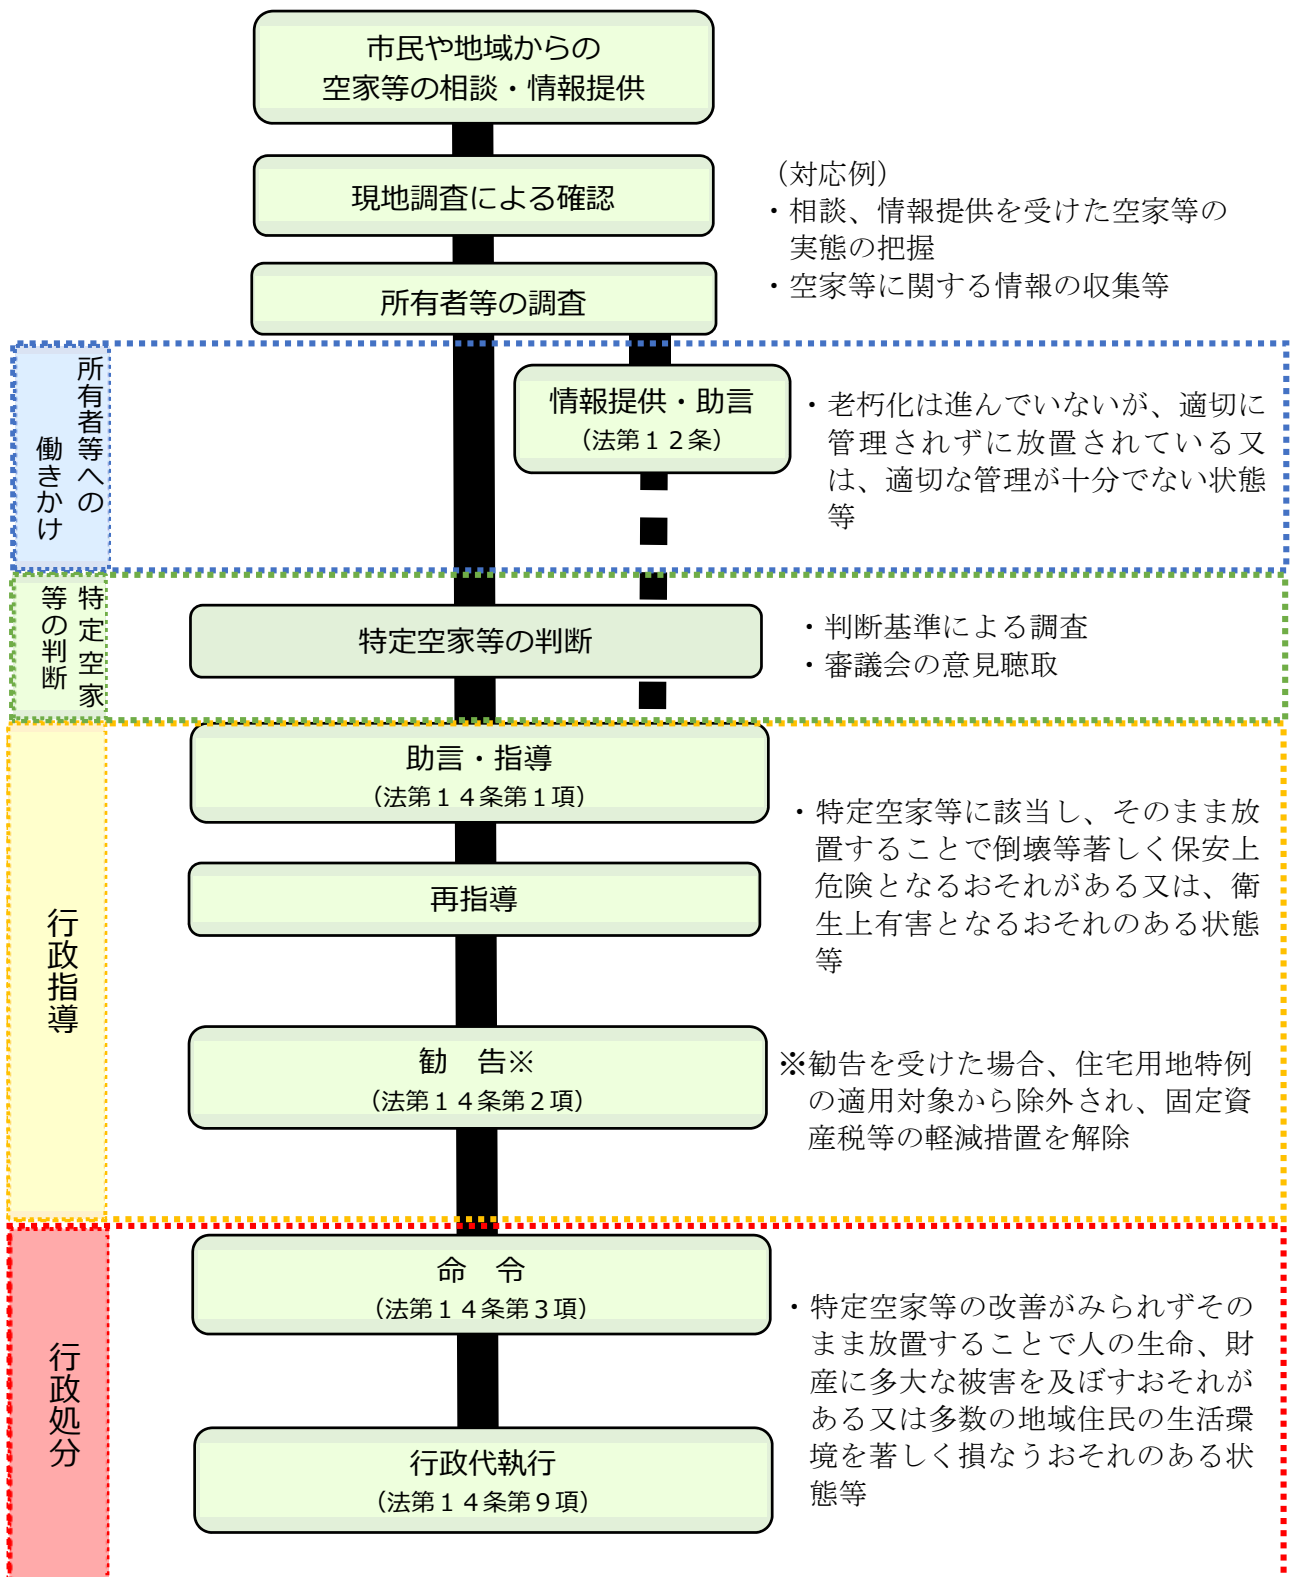 市民や地域からの
空家等の相談・情報提供
現地調査による確認
（対応例）
・相談、情報提供を受けた空家等の
実態の把握
・空家等に関する情報の収集等
所有者等の調査
所有者等への
働きかけ
情報提供・助言
（法第１２条）
・老朽化は進んでいないが、適切に
管理されずに放置されている又
は、適切な管理が十分でない状態
等
特定空家
等の判断
特定空家等の判断
・判断基準による調査
・審議会の意見聴取
行政指導
助言・指導
（法第１４条第１項）
再指導
・特定空家等に該当し、そのまま放
置することで倒壊等著しく保安上
危険となるおそれがある又は、衛
生上有害となるおそれのある状態
等
勧　告※
（法第１４条第２項）
※勧告を受けた場合、住宅用地特例
の適用対象から除外され、固定資
産税等の軽減措置を解除
行政処分
命　令
（法第１４条第３項）
・特定空家等の改善がみられずその
まま放置することで人の生命、財
産に多大な被害を及ぼすおそれが
ある又は多数の地域住民の生活環
境を著しく損なうおそれのある状
態等
行政代執行
（法第１４条第９項）